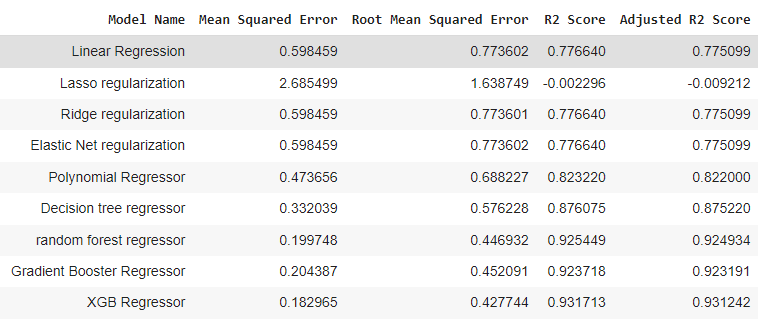 Model Name Mean Squared Error Root Mean Squared Error R2 Score Adjusted R2 Score
Linear Regression 0.598459 0.773602 0.776640 0.775099
Lasso regularization 2.685499 1.638749 -0.002296 -0.009212
Ridge regularization 0.598459 0.773601 0.776640 0.775099
Elastic Net regularization 0.598459 0.773602 0.776640 0.775099
Polynomial Regressor 0.473656 0.688227 0.823220 0.822000
Decision tree regressor 0.332039 0.576228 0.876075 0.875220
random forest regressor 0.199748 0.446932 0.925449 0.924934
Gradient Booster Regressor 0.204387 0.452091 0.923718 0.923191
XGB Regressor 0.182965 0.427744 0.931713 0.931242